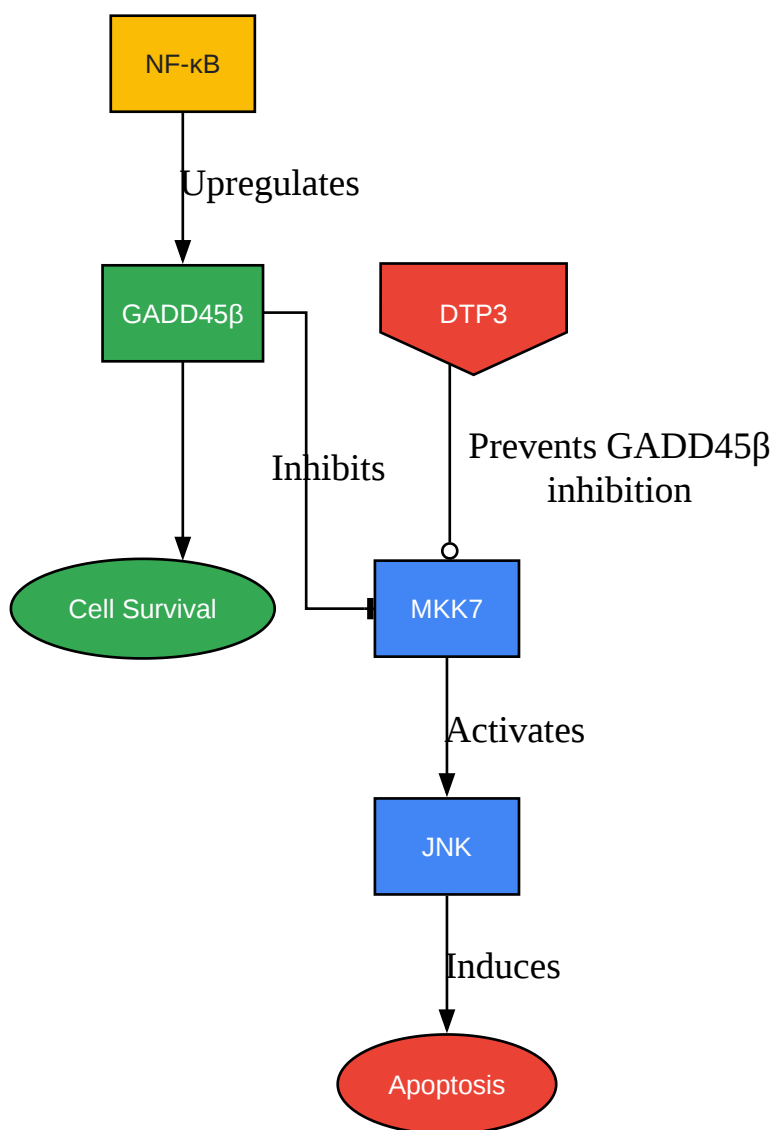 NF-κB
Upregulates
GADD45β
DTP3
Inhibits
Prevents GADD45β
inhibition
Cell Survival
MKK7
Activates
JNK
Induces
Apoptosis